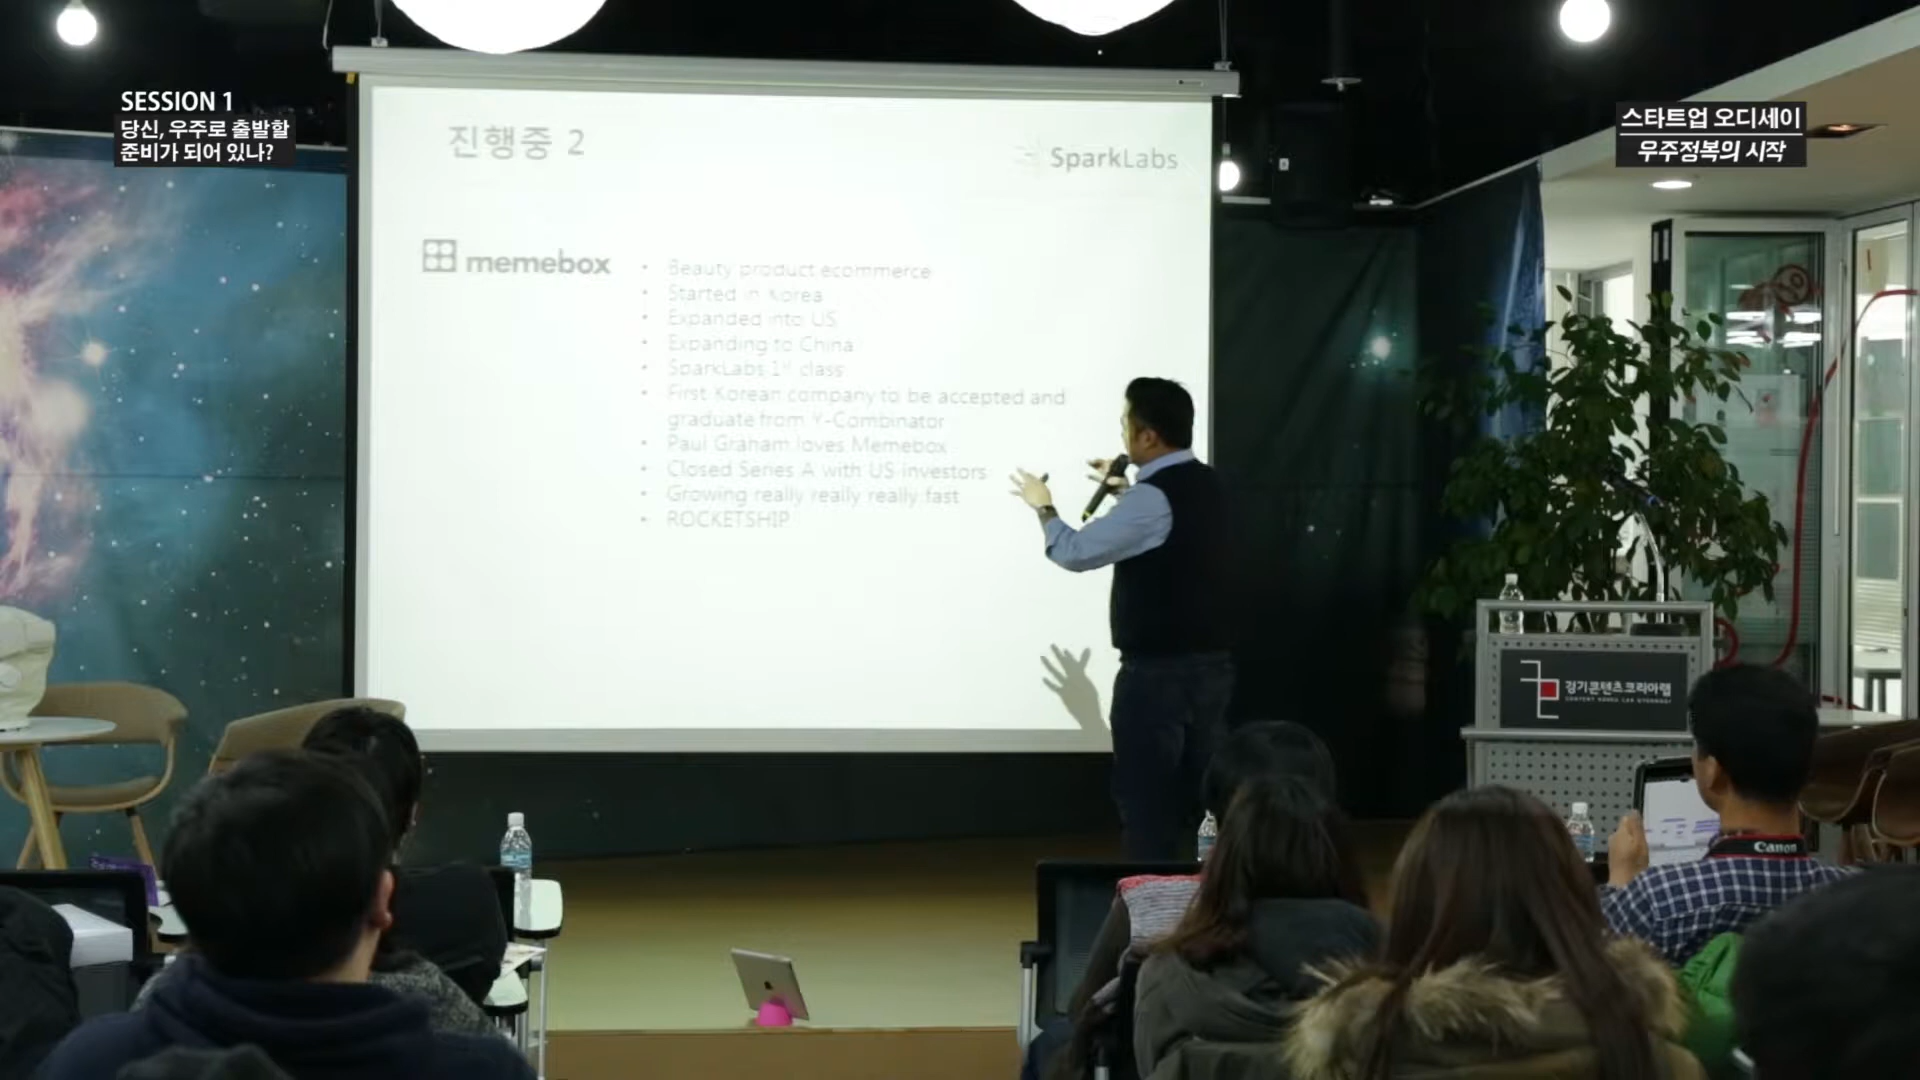 SESSION 1
당신, 우주로 출발할
준비가 되어 있나?
스타트업 오디세이
우주정복의 시작
진행중 2
SparkLabs
memebox
• Beauty product ecommerce
• Started in Korea
• Expanded into US
• Expanding to China
• SparkLabs 1st class
• First Korean company to be accepted and
graduate from Y-Combinator
• Paul Graham loves Memebox
• Closed Series A with US investors
• Growing really really really fast
• ROCKETSHIP
경기콘텐츠코리아랩
CONTENT KOREA LAB GYEONGGI
Canon